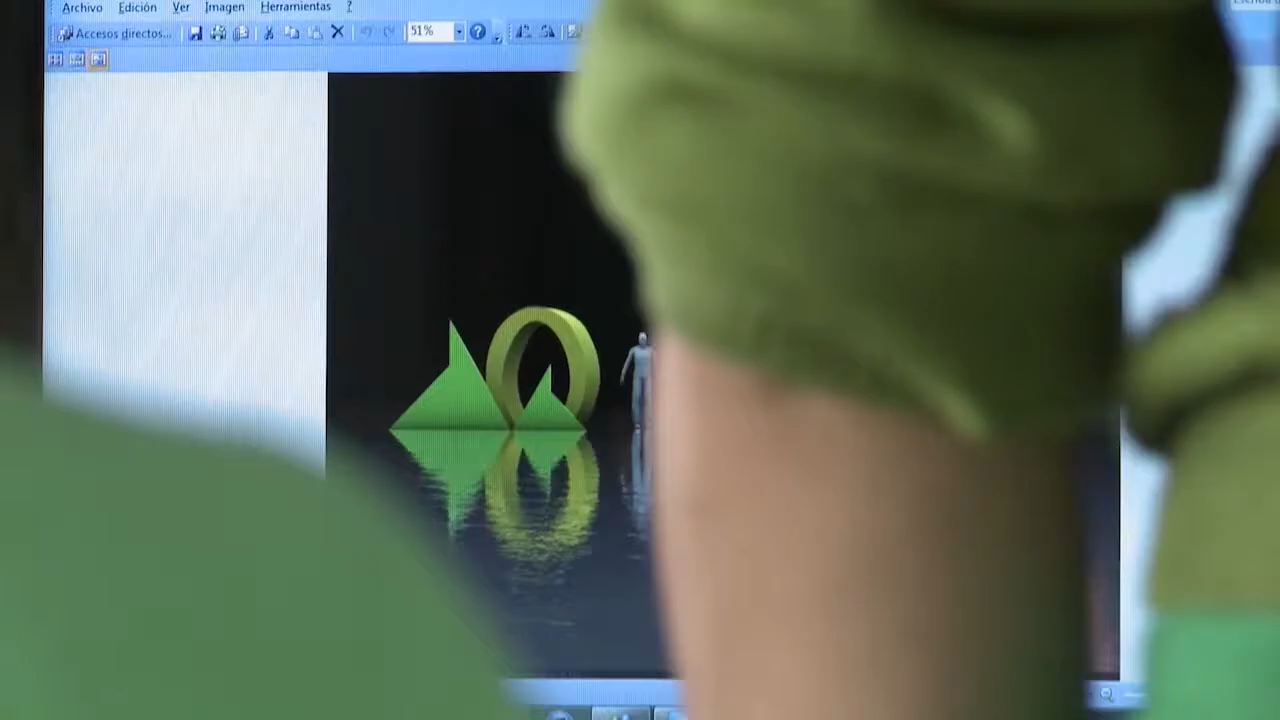 Archivo Edición Ver Imagen Herramientas ?
Accesos directos... 51%